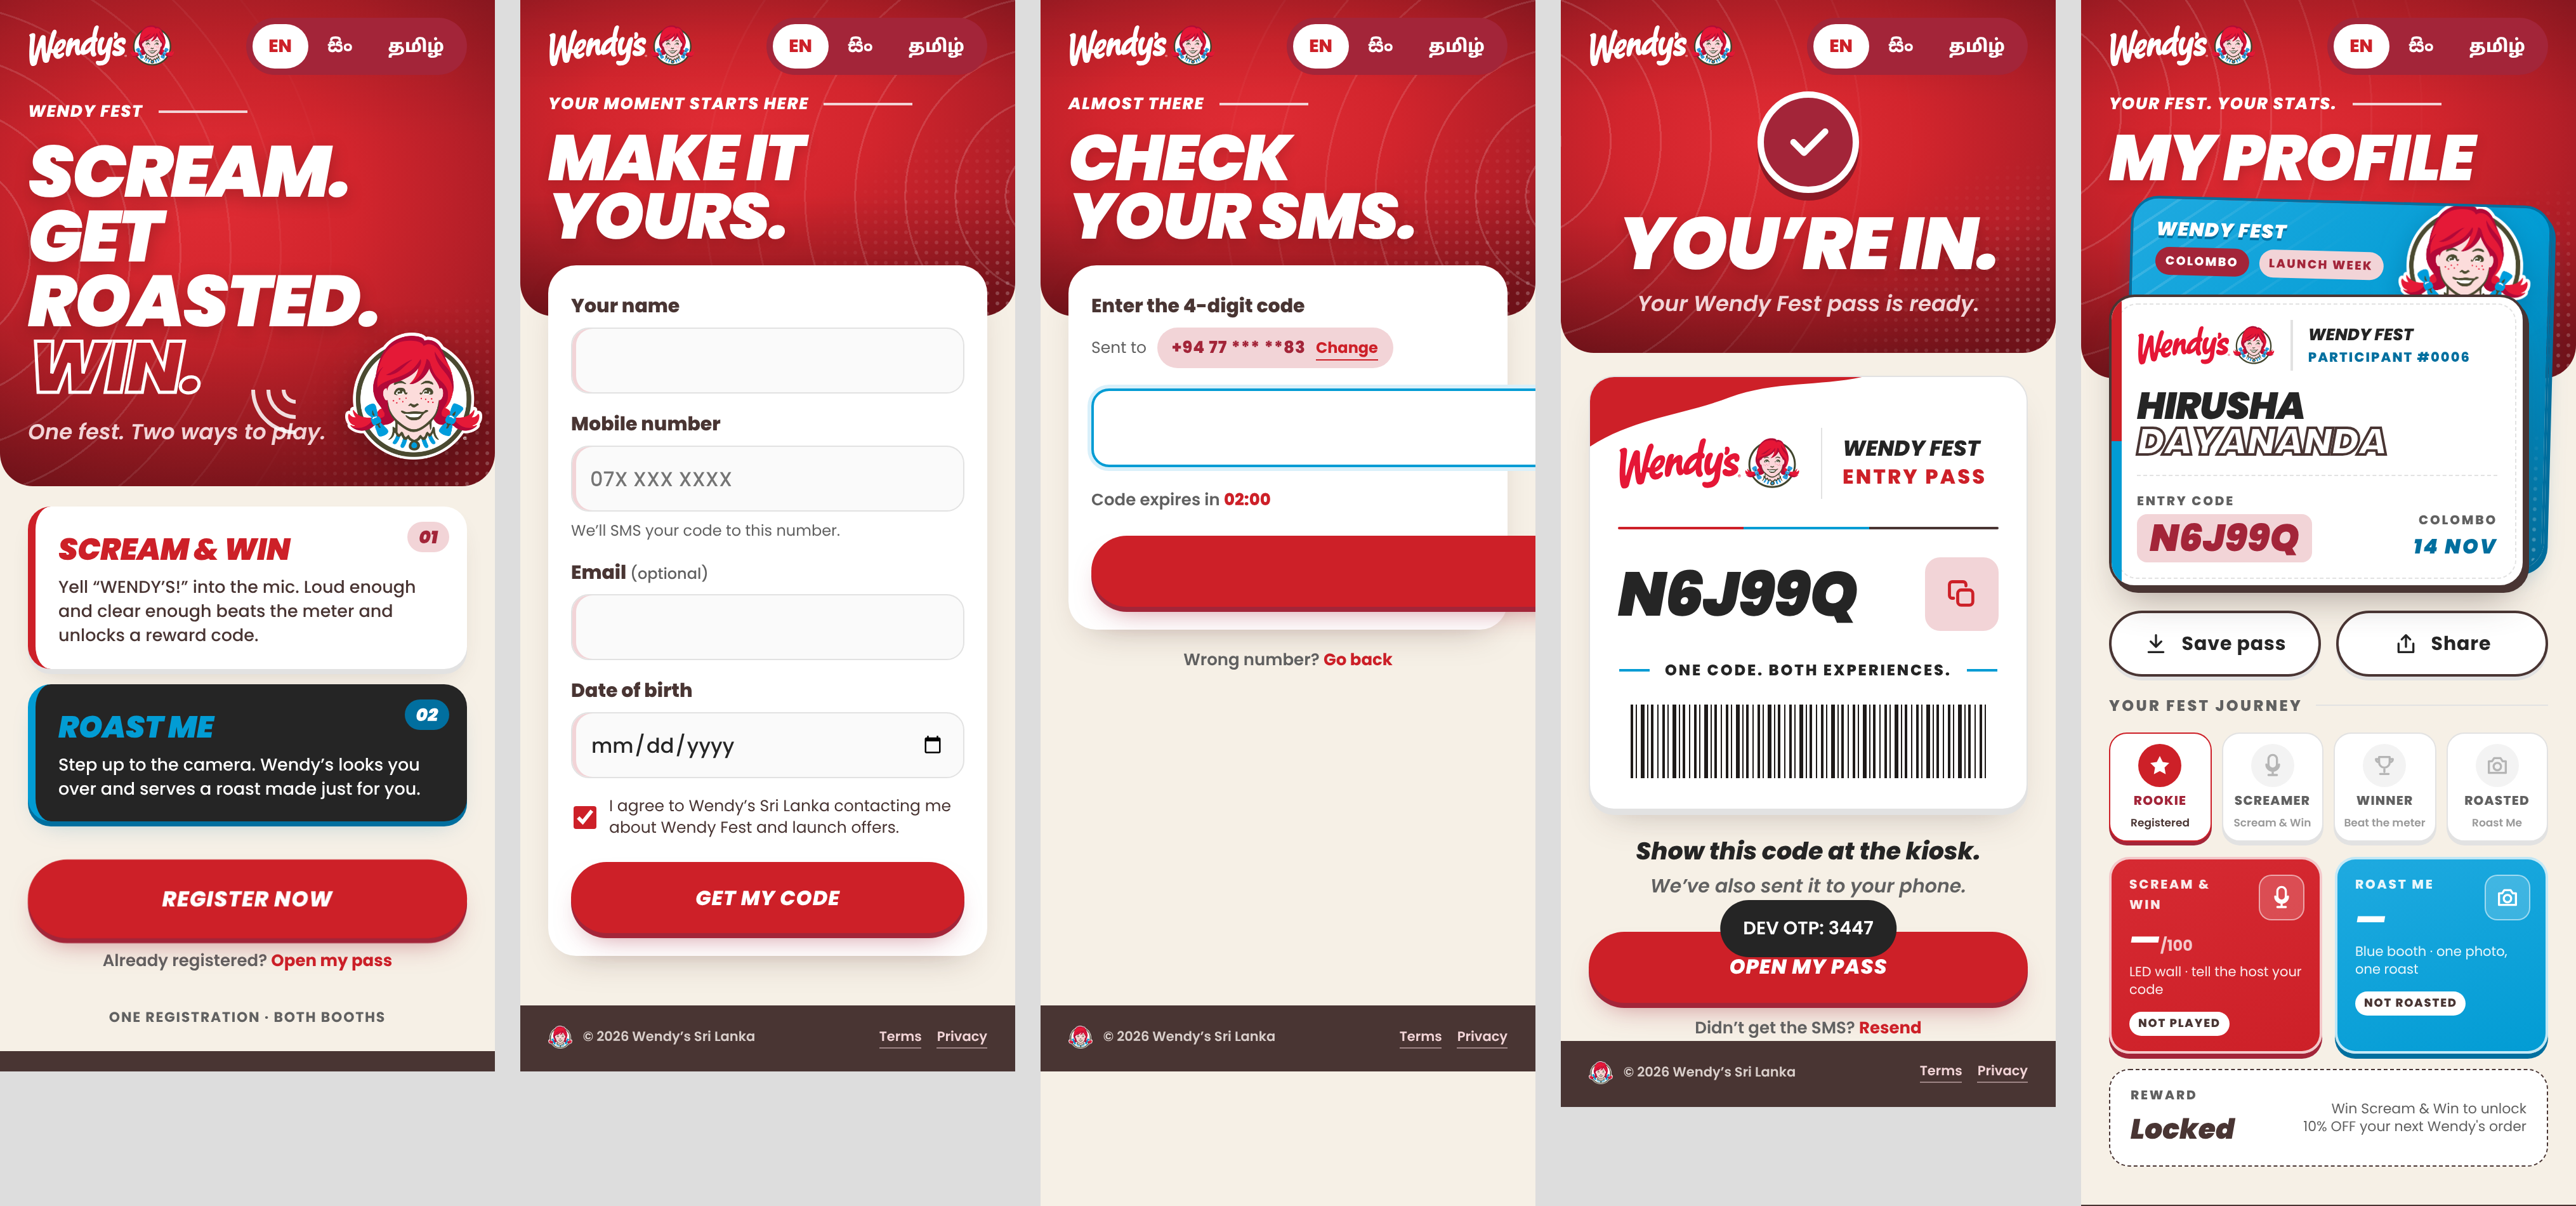 Wendy's
EN සිං தமிழ்
WENDY FEST
SCREAM.
GET
ROASTED.
WIN.
One fest. Two ways to play.
SCREAM & WIN
01
Yell “WENDY’S!” into the mic. Loud enough
and clear enough beats the meter and
unlocks a reward code.
ROAST ME
02
Step up to the camera. Wendy’s looks you
over and serves a roast made just for you.
REGISTER NOW
Already registered? Open my pass
ONE REGISTRATION · BOTH BOOTHS
Wendy's
EN සිං தமிழ்
YOUR MOMENT STARTS HERE
MAKE IT
YOURS.
Your name
Mobile number
07X XXX XXXX
We’ll SMS your code to this number.
Email (optional)
Date of birth
mm/dd/yyyy
I agree to Wendy’s Sri Lanka contacting me
about Wendy Fest and launch offers.
GET MY CODE
© 2026 Wendy’s Sri Lanka
Terms Privacy
Wendy's
EN සිං தமிழ்
ALMOST THERE
CHECK
YOUR SMS.
Enter the 4-digit code
Sent to +94 77 *** **83 Change
Code expires in 02:00
Wrong number? Go back
© 2026 Wendy’s Sri Lanka
Terms Privacy
Wendy's
EN සිං தமிழ்
YOU’RE IN.
Your Wendy Fest pass is ready.
Wendy's
WENDY FEST
ENTRY PASS
N6J99Q
ONE CODE. BOTH EXPERIENCES.
Show this code at the kiosk.
We’ve also sent it to your phone.
DEV OTP: 3447
OPEN MY PASS
Didn’t get the SMS? Resend
© 2026 Wendy’s Sri Lanka
Terms Privacy
Wendy's
EN සිං தமிழ்
YOUR FEST. YOUR STATS.
MY PROFILE
WENDY FEST
COLOMBO LAUNCH WEEK
Wendy's
WENDY FEST
PARTICIPANT #0006
HIRUSHA
DAYANANDA
ENTRY CODE
N6J99Q
COLOMBO
14 NOV
Save pass
Share
YOUR FEST JOURNEY
ROOKIE
Registered
SCREAMER
Scream & Win
WINNER
Beat the meter
ROASTED
Roast Me
SCREAM &
WIN
–/100
LED wall · tell the host your
code
NOT PLAYED
ROAST ME
–
Blue booth · one photo,
one roast
NOT ROASTED
REWARD
Locked
Win Scream & Win to unlock
10% OFF your next Wendy's order